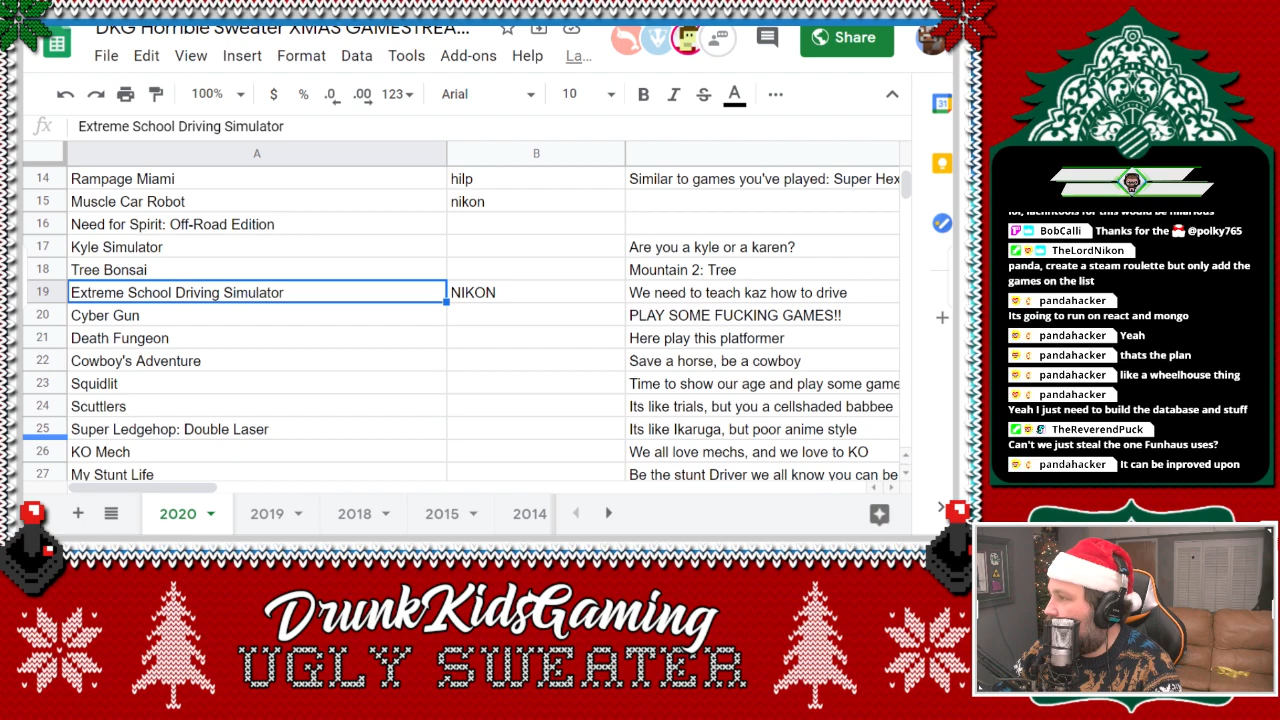 DKG Horrible Sweater XMAS GAMESTREA...
File Edit View Insert Format Data Tools Add-ons Help La...
Share
100% $ % .0 .00 123 Arial 10 B I S A
fx Extreme School Driving Simulator
A B
14 Rampage Miami hilp Similar to games you've played: Super Hex
15 Muscle Car Robot nikon
16 Need for Spirit: Off-Road Edition
17 Kyle Simulator Are you a kyle or a karen?
18 Tree Bonsai Mountain 2: Tree
19 Extreme School Driving Simulator NIKON We need to teach kaz how to drive
20 Cyber Gun PLAY SOME FUCKING GAMES!!
21 Death Fungeon Here play this platformer
22 Cowboy's Adventure Save a horse, be a cowboy
23 Squidlit Time to show our age and play some game
24 Scuttlers Its like trials, but you a cellshaded babbee
25 Super Ledgehop: Double Laser Its like Ikaruga, but poor anime style
26 KO Mech We all love mechs, and we love to KO
27 My Stunt Life Be the stunt Driver we all know you can be
2020 2019 2018 2015 2014
31
BobCalli Thanks for the @polky765
TheLordNikon
panda, create a steam roulette but only add the
games on the list
pandahacker
Its going to run on react and mongo
pandahacker Yeah
pandahacker thats the plan
pandahacker like a wheelhouse thing
pandahacker
Yeah I just need to build the database and stuff
TheReverendPuck
Can't we just steal the one Funhaus uses?
pandahacker It can be inproved upon
DrunkKidsGaming
UGLY SWEATER